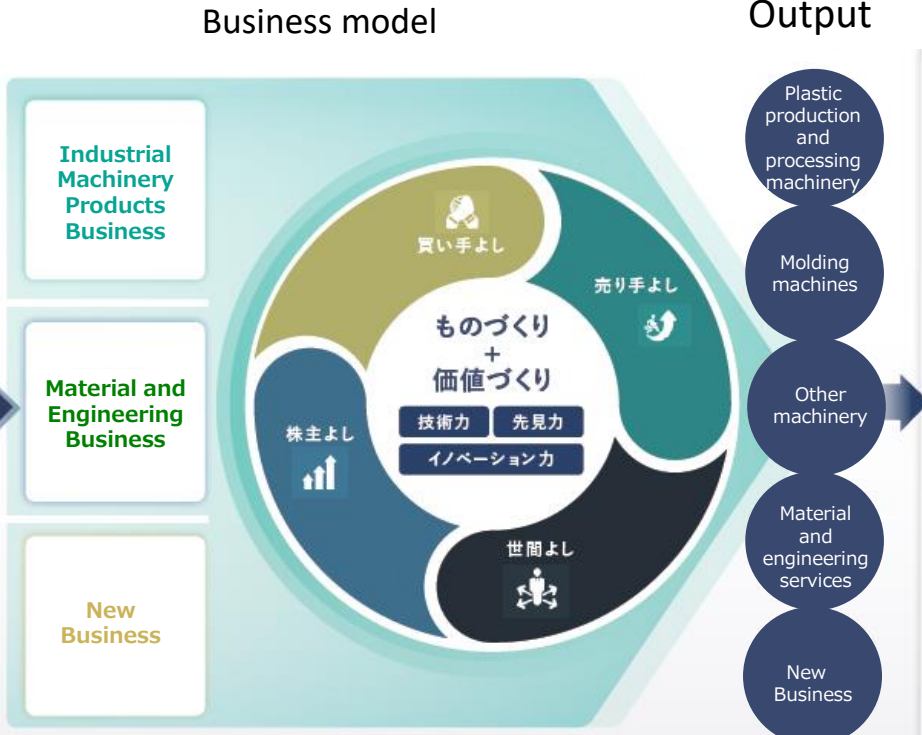 Business model
Output
Industrial
Machinery
Products
Business
Material and
Engineering
Business
New
Business
買い手よし
売り手よし
株主よし
世間よし
ものづくり
+
価値づくり
技術力
先見力
イノベーション力
Plastic
production
and
processing
machinery
Molding
machines
Other
machinery
Material
and
engineering
services
New
Business